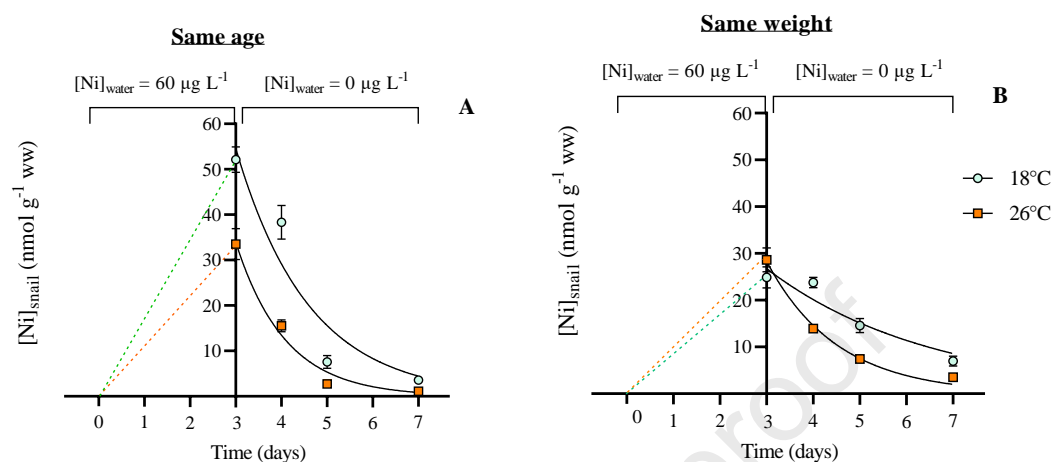 Same age
[Ni]water = 60 µg L-1
[Ni]water = 0 µg L-1
A
[Ni]snail (nmol g-1 ww)
60
50
40
30
20
10
0
1
2
3
4
5
6
7
Time (days)
Same weight
[Ni]water = 60 µg L-1
[Ni]water = 0 µg L-1
B
[Ni]snail (nmol g-1 ww)
60
50
40
30
20
10
0
1
2
3
4
5
6
7
Time (days)
18°C
26°C
proof